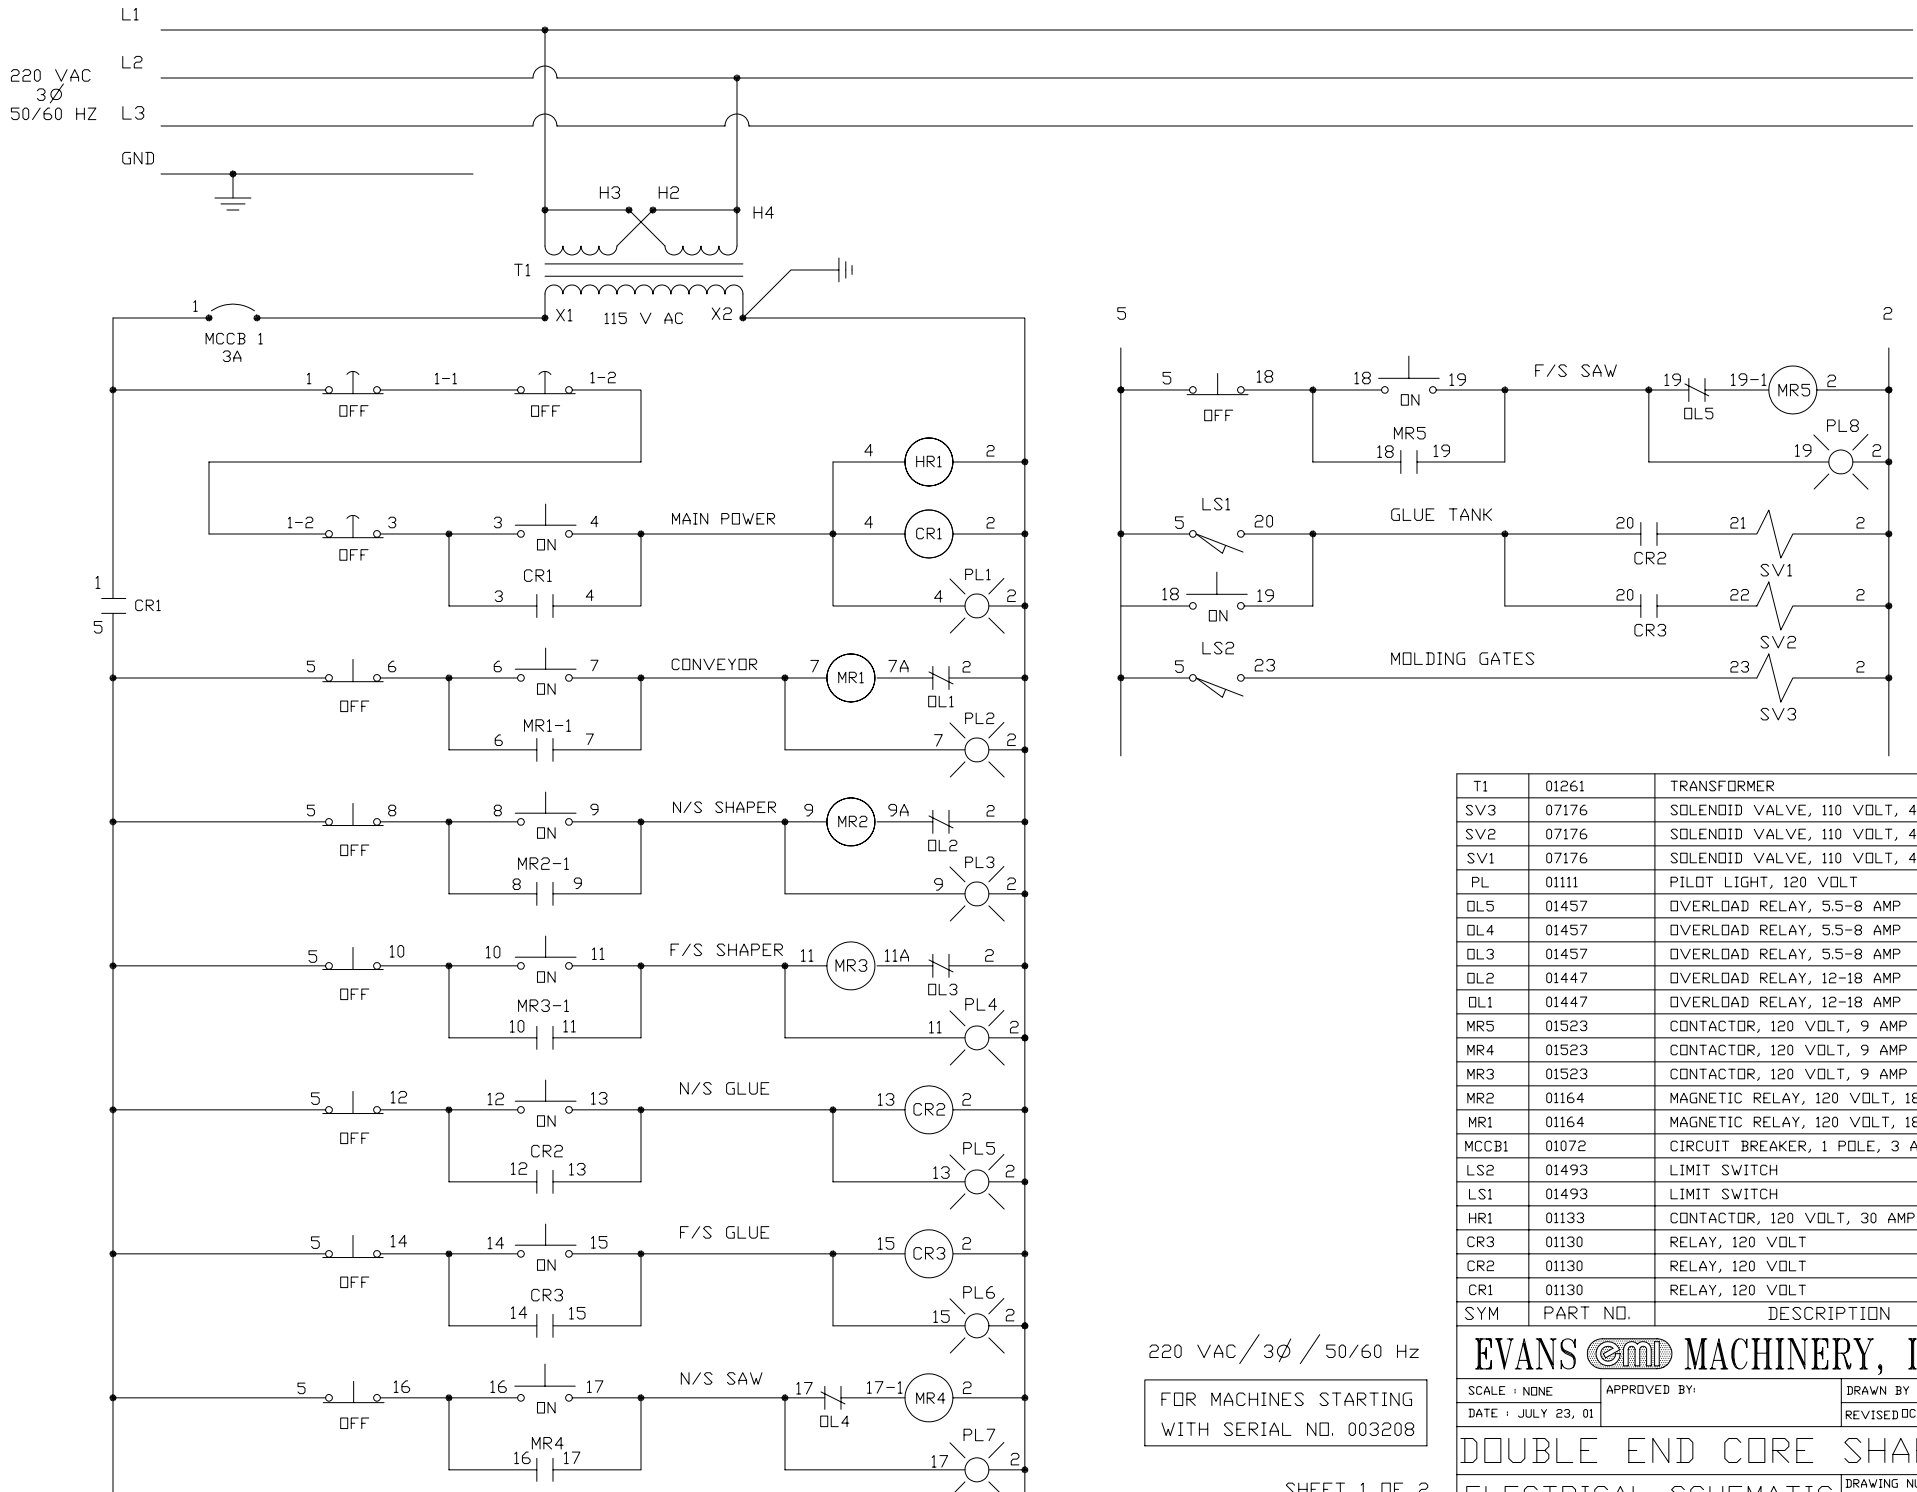 L1
L2
220 VAC
3Ø
50/60 HZ
L3
GND
H3 H2
H4
T1
X1 115 V AC X2
1
MCCB 1
3A
1 1-1 1-2
OFF OFF
4 HR1 2
1-2 3 3 4 MAIN POWER 4 CR1 2
OFF ON
CR1
3 4
PL1
4 2
1
CR1
5
5 6 6 7 CONVEYOR 7 MR1 7A 2
OFF ON OL1
MR1-1
6 7
PL2
7 2
5 8 8 9 N/S SHAPER 9 MR2 9A 2
OFF ON OL2
MR2-1
8 9
PL3
9 2
5 10 10 11 F/S SHAPER 11 MR3 11A 2
OFF ON OL3
MR3-1
10 11
PL4
11 2
5 12 12 13 N/S GLUE 13 CR2 2
OFF ON
CR2
12 13
PL5
13 2
5 14 14 15 F/S GLUE 15 CR3 2
OFF ON
CR3
14 15
PL6
15 2
5 16 16 17 N/S SAW 17 17-1 MR4 2
OFF ON OL4
MR4
16 17
PL7
17 2
5 2
5 18 18 19 F/S SAW 19 19-1 MR5 2
OFF ON OL5
MR5
18 19
PL8
19 2
LS1
5 20 GLUE TANK 20 21 2
CR2 SV1
18 19 20 22 2
ON CR3 SV2
LS2
5 23 MOLDING GATES 23 2
SV3
T1 01261 TRANSFORMER
SV3 07176 SOLENOID VALVE, 110 VOLT, 4
SV2 07176 SOLENOID VALVE, 110 VOLT, 4
SV1 07176 SOLENOID VALVE, 110 VOLT, 4
PL 01111 PILOT LIGHT, 120 VOLT
OL5 01457 OVERLOAD RELAY, 5.5-8 AMP
OL4 01457 OVERLOAD RELAY, 5.5-8 AMP
OL3 01457 OVERLOAD RELAY, 5.5-8 AMP
OL2 01447 OVERLOAD RELAY, 12-18 AMP
OL1 01447 OVERLOAD RELAY, 12-18 AMP
MR5 01523 CONTACTOR, 120 VOLT, 9 AMP
MR4 01523 CONTACTOR, 120 VOLT, 9 AMP
MR3 01523 CONTACTOR, 120 VOLT, 9 AMP
MR2 01164 MAGNETIC RELAY, 120 VOLT, 18
MR1 01164 MAGNETIC RELAY, 120 VOLT, 18
MCCB1 01072 CIRCUIT BREAKER, 1 POLE, 3 A
LS2 01493 LIMIT SWITCH
LS1 01493 LIMIT SWITCH
HR1 01133 CONTACTOR, 120 VOLT, 30 AMP
CR3 01130 RELAY, 120 VOLT
CR2 01130 RELAY, 120 VOLT
CR1 01130 RELAY, 120 VOLT
SYM PART NO. DESCRIPTION
EVANS emi MACHINERY,
SCALE : NONE APPROVED BY: DRAWN BY
DATE : JULY 23, 01 REVISED OC
DOUBLE END CORE SHA
ELECTRICAL SCHEMATIC DRAWING NU
220 VAC/3Ø/50/60 Hz
FOR MACHINES STARTING
WITH SERIAL NO. 003208
SHEET 1 OF 2